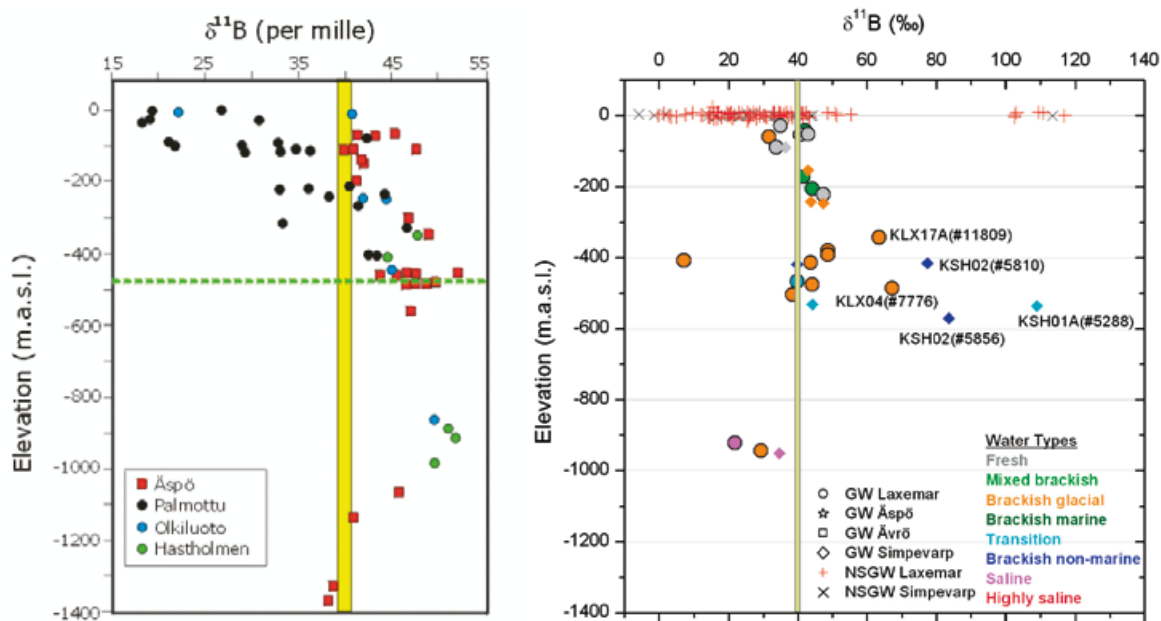 δ¹¹B (per mille)
15 25 35 45 55
0
-200
-400
-600
-800
-1000
-1200
-1400
Elevation (m.a.s.l.)
Äspö
Palmottu
Olkiluoto
Hastholmen
δ¹¹B (‰)
0 20 40 60 80 100 120 140
0
-200
-400
-600
-800
-1000
-1200
-1400
Elevation (m.a.s.l.)
KLX17A(#11809)
KSH02(#5810)
KLX04(#7776)
KSH01A(#5288)
KSH02(#5856)
GW Laxemar
GW Äspö
GW Ävrö
GW Simpevarp
NSGW Laxemar
NSGW Simpevarp
Water Types
Fresh
Mixed brackish
Brackish glacial
Brackish marine
Transition
Brackish non-marine
Saline
Highly saline